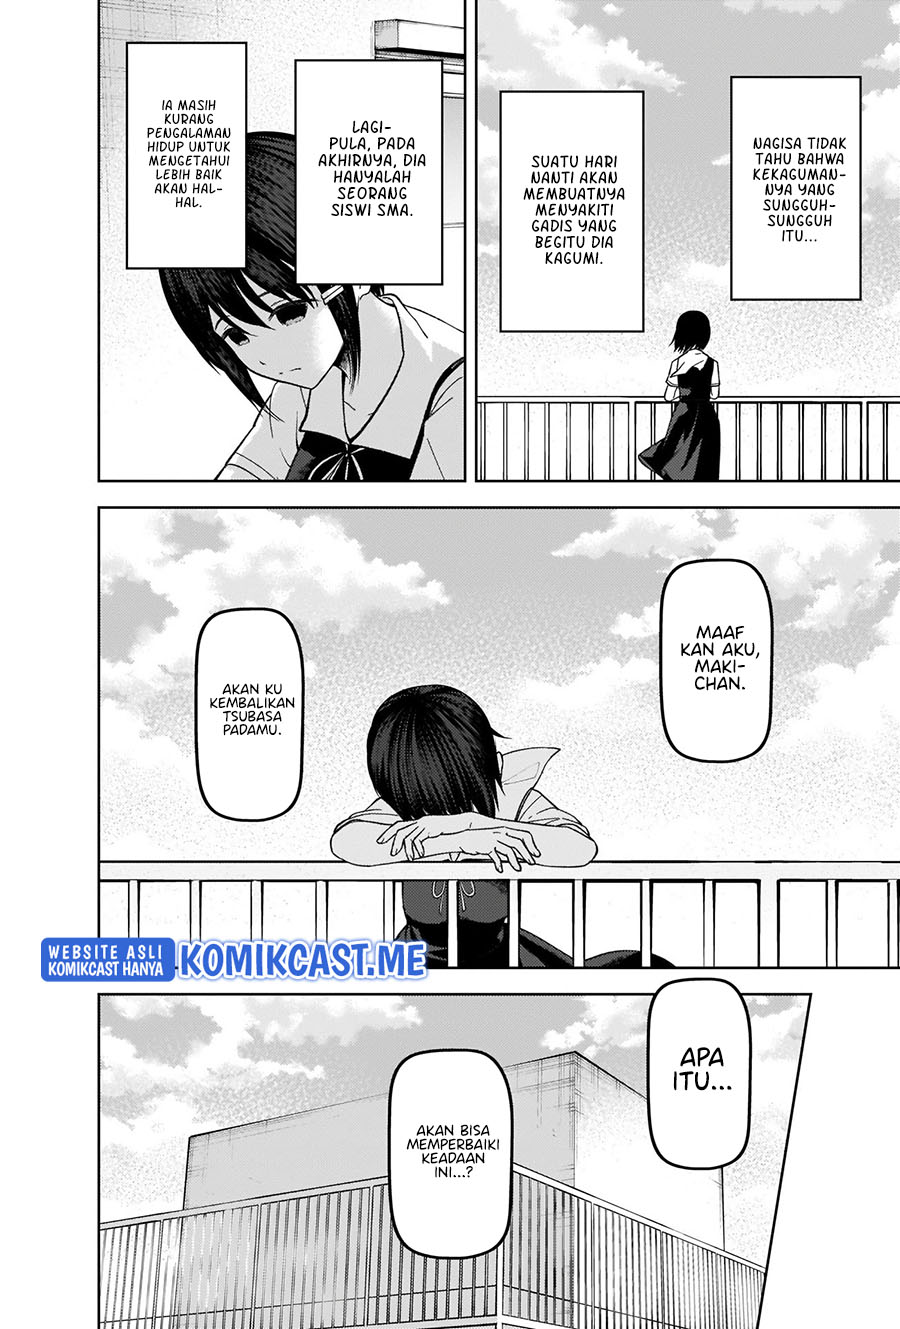 NAGISA TIDAK
TAHU BAHWA
KEKAGUMAN-
NYA YANG
SUNGGUH-
SUNGGUH
ITU...
SUATU HARI
NANTI AKAN
MEMBUATNYA
MENYAKITI
GADIS YANG
BEGITU DIA
KAGUMI.
LAGI-
PULA, PADA
AKHIRNYA, DIA
HANYALAH
SEORANG
SISWI SMA.
IA MASIH
KURANG
PENGALAMAN
HIDUP UNTUK
MENGETAHUI
LEBIH BAIK
AKAN HAL-
HAL.
MAAF
KAN AKU,
MAKI-
CHAN.
AKAN KU
KEMBALIKAN
TSUBASA
PADAMU.
WEBSITE ASLI
KOMIKCAST HANYA
KOMIKCAST.ME
APA
ITU...
AKAN BISA
MEMPERBAIKI
KEADAAN
INI...?